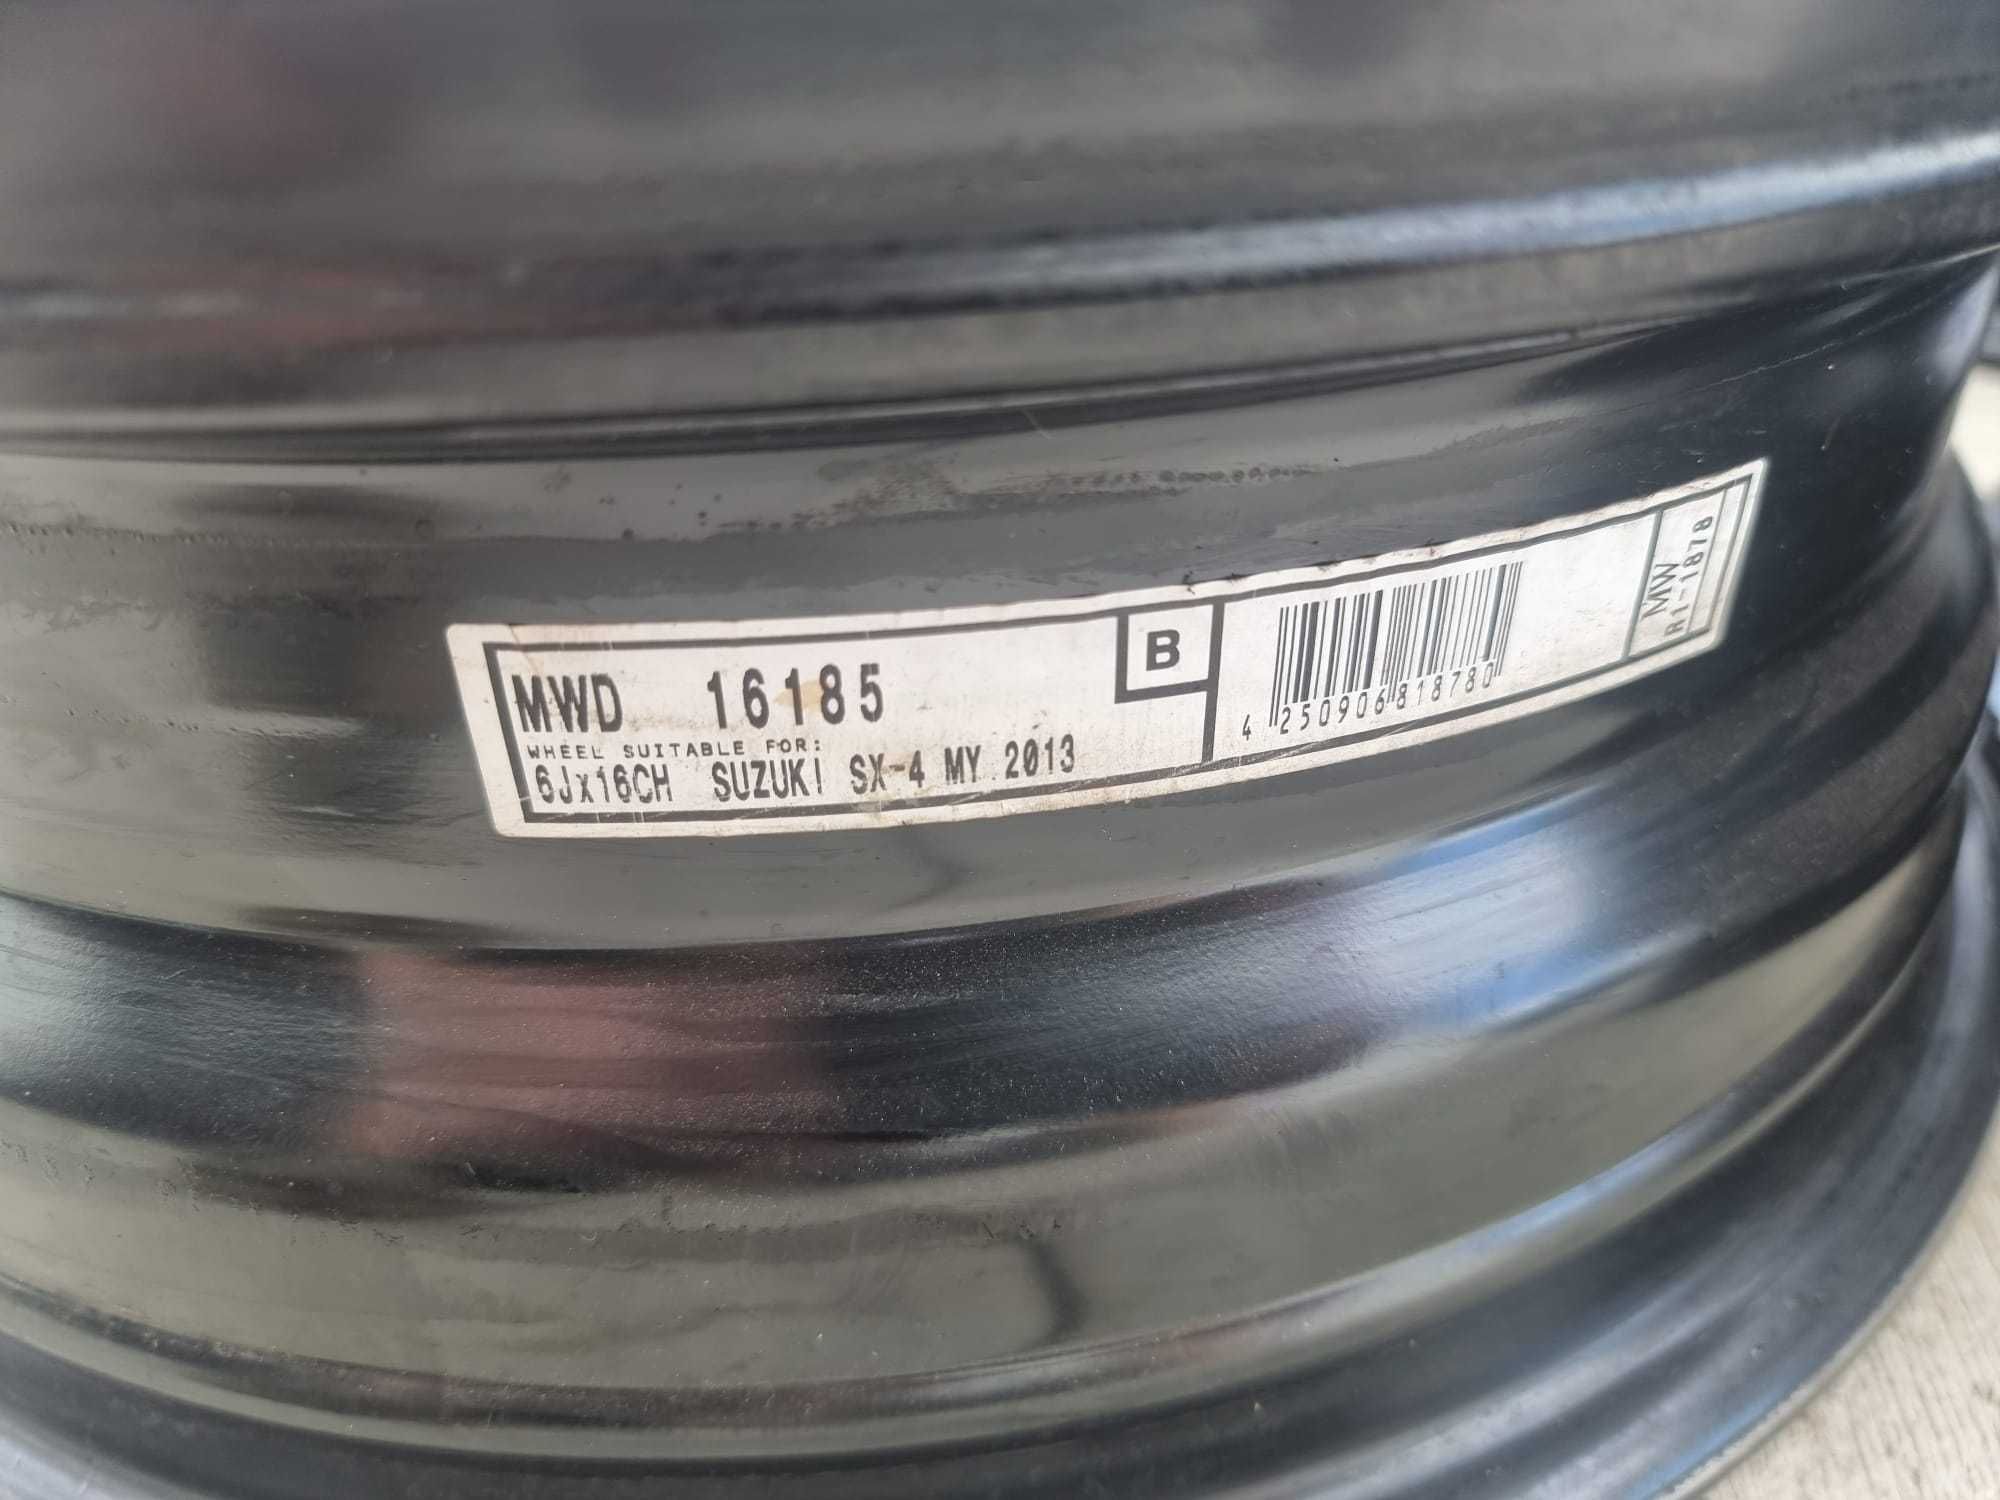 MWD 16185
B
WHEEL SUITABLE FOR:
6Jx16CH SUZUKI SX-4 MY.2013
4 250906 818780
MW
R1-1878